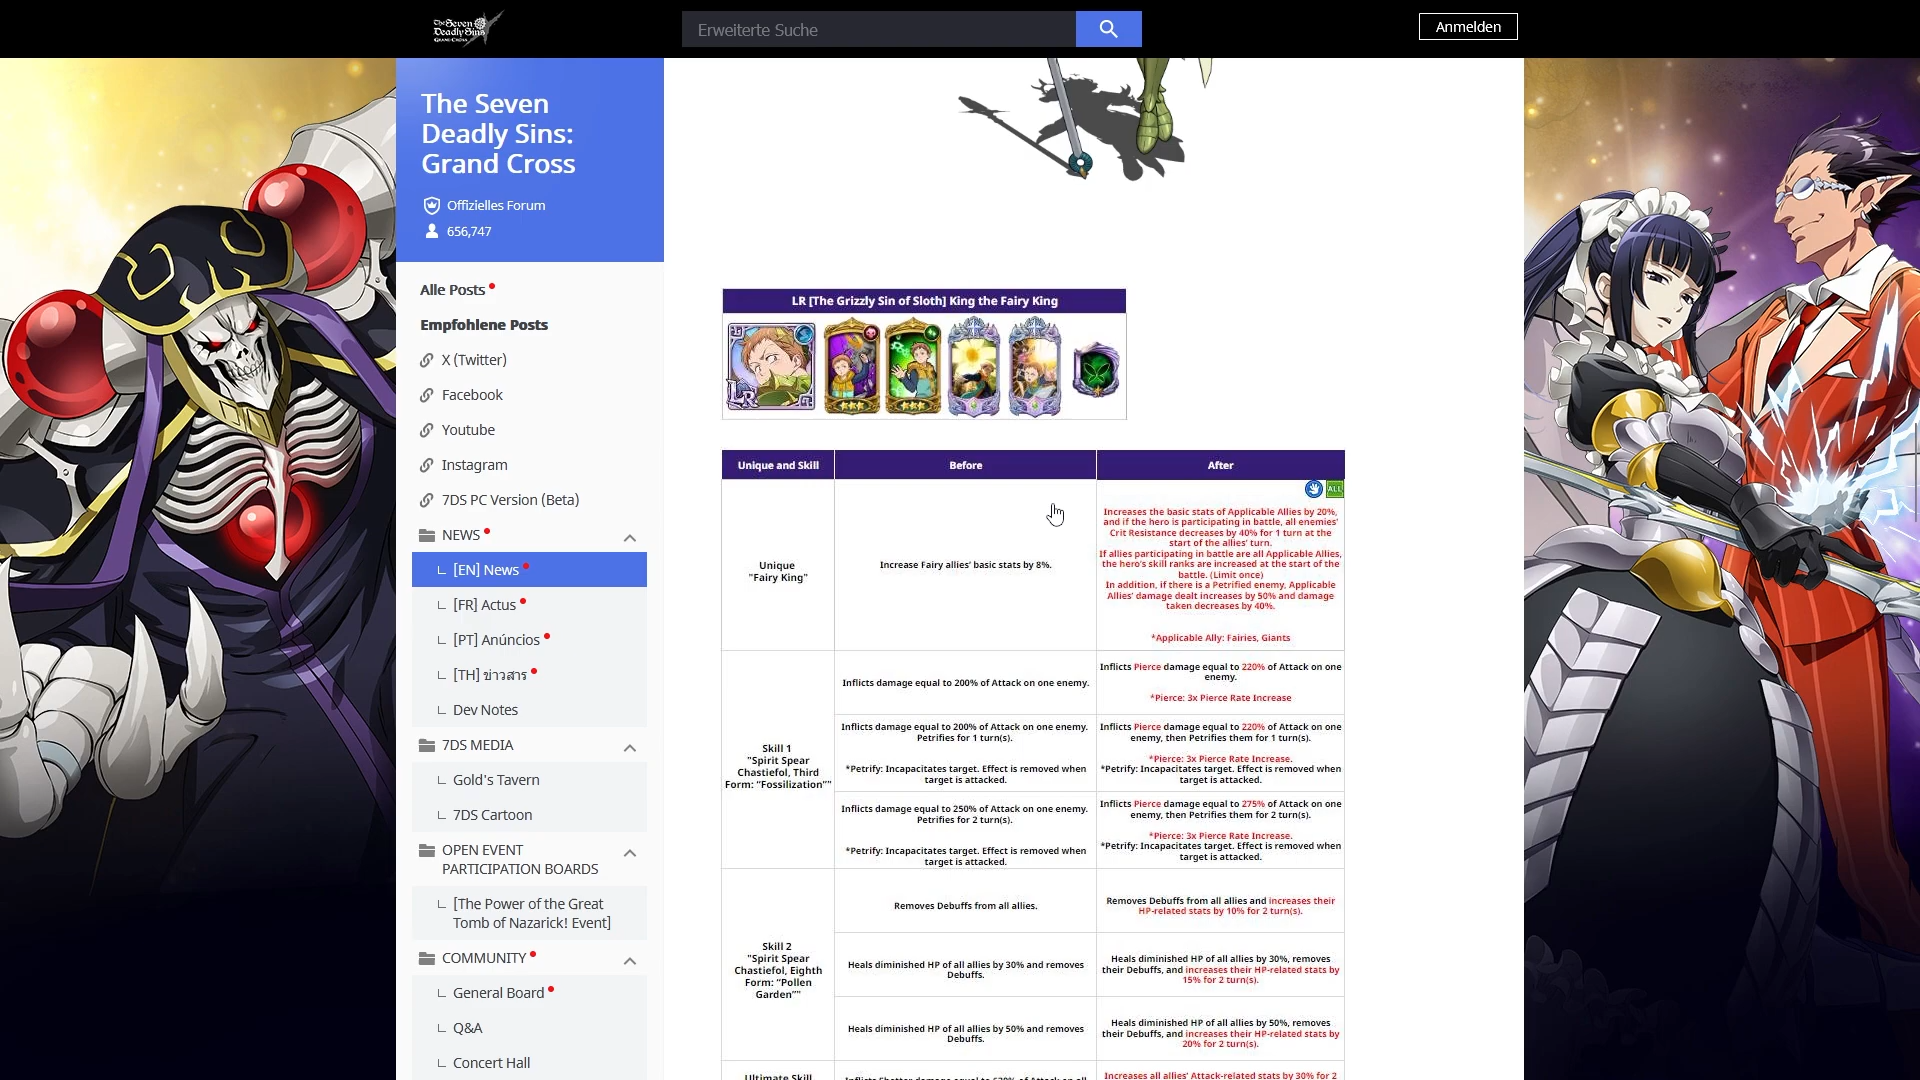 The Seven
Deadly Sins
GRAND CROSS
Erweiterte Suche
Anmelden
The Seven
Deadly Sins:
Grand Cross
Offizielles Forum
656,747
Alle Posts
Empfohlene Posts
X (Twitter)
Facebook
Youtube
Instagram
7DS PC Version (Beta)
NEWS
[EN] News
[FR] Actus
[PT] Anúncios
[TH] ข่าวสาร
Dev Notes
7DS MEDIA
Gold's Tavern
7DS Cartoon
OPEN EVENT
PARTICIPATION BOARDS
[The Power of the Great
Tomb of Nazarick! Event]
COMMUNITY
General Board
Q&A
Concert Hall
LR [The Grizzly Sin of Sloth] King the Fairy King
LR
Unique and Skill
Before
After
ALL
Unique
"Fairy King"
Increase Fairy allies' basic stats by 8%.
Increases the basic stats of Applicable Allies by 20%,
and if the hero is participating in battle, all enemies'
Crit Resistance decreases by 40% for 1 turn at the
start of the allies' turn.
If allies participating in battle are all Applicable Allies,
the hero's skill ranks are increased at the start of the
battle. (Limit once)
In addition, if there is a Petrified enemy, Applicable
Allies' damage dealt increases by 50% and damage
taken decreases by 40%.
*Applicable Ally: Fairies, Giants
Skill 1
"Spirit Spear
Chastiefol, Third
Form: “Fossilization”"
Inflicts damage equal to 200% of Attack on one enemy.
Inflicts Pierce damage equal to 220% of Attack on one
enemy.
*Pierce: 3x Pierce Rate Increase
Inflicts damage equal to 200% of Attack on one enemy.
Petrifies for 1 turn(s).
*Petrify: Incapacitates target. Effect is removed when
target is attacked.
Inflicts Pierce damage equal to 220% of Attack on one
enemy, then Petrifies them for 1 turn(s).
*Pierce: 3x Pierce Rate Increase.
*Petrify: Incapacitates target. Effect is removed when
target is attacked.
Inflicts damage equal to 250% of Attack on one enemy.
Petrifies for 2 turn(s).
*Petrify: Incapacitates target. Effect is removed when
target is attacked.
Inflicts Pierce damage equal to 275% of Attack on one
enemy, then Petrifies them for 2 turn(s).
*Pierce: 3x Pierce Rate Increase.
*Petrify: Incapacitates target. Effect is removed when
target is attacked.
Skill 2
"Spirit Spear
Chastiefol, Eighth
Form: “Pollen
Garden”"
Removes Debuffs from all allies.
Removes Debuffs from all allies and increases their
HP-related stats by 10% for 2 turn(s).
Heals diminished HP of all allies by 30% and removes
Debuffs.
Heals diminished HP of all allies by 30%, removes
their Debuffs, and increases their HP-related stats by
15% for 2 turn(s).
Heals diminished HP of all allies by 50% and removes
Debuffs.
Heals diminished HP of all allies by 50%, removes
their Debuffs, and increases their HP-related stats by
20% for 2 turn(s).
Ultimate Skill
Increases all allies' Attack-related stats by 30% for 2